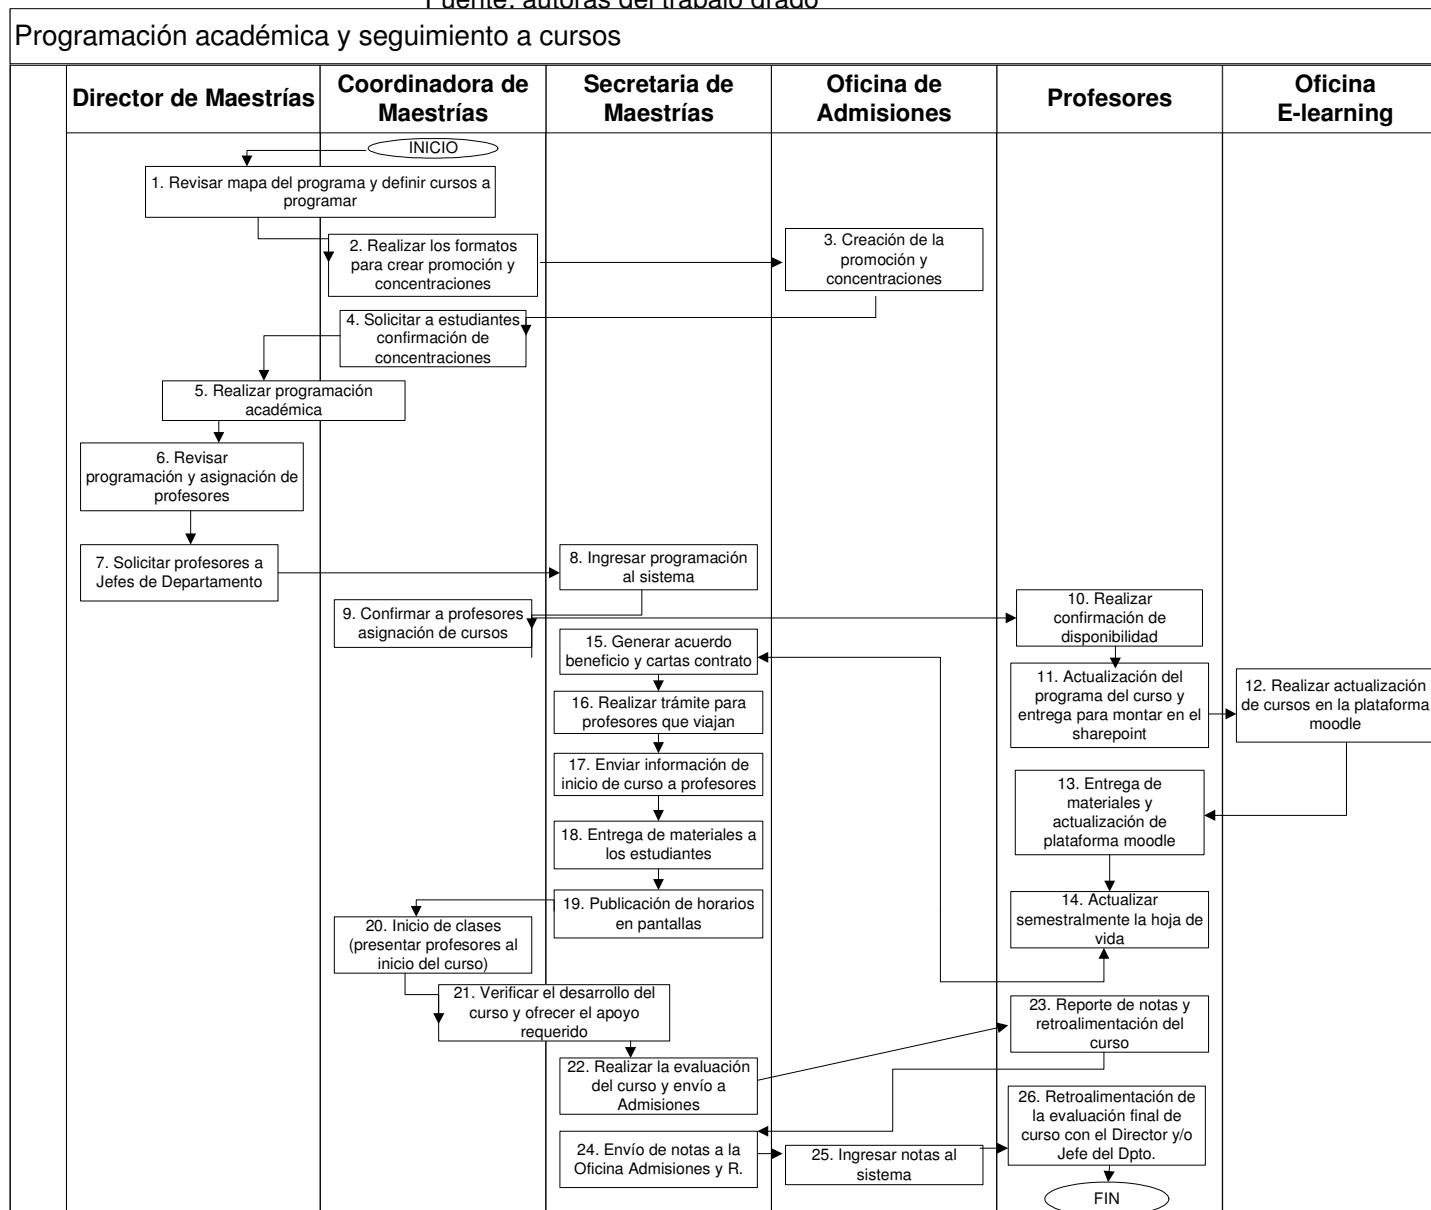 Fuente: autoras del trabajo grado
Programación académica y seguimiento a cursos
Director de Maestrías
Coordinadora de
Maestrías
Secretaria de
Maestrías
Oficina de
Admisiones
Profesores
Oficina
E-learning
INICIO
1. Revisar mapa del programa y definir cursos a
programar
2. Realizar los formatos
para crear promoción y
concentraciones
3. Creación de la
promoción y
concentraciones
4. Solicitar a estudiantes
confirmación de
concentraciones
5. Realizar programación
académica
6. Revisar
programación y asignación de
profesores
7. Solicitar profesores a
Jefes de Departamento
8. Ingresar programación
al sistema
9. Confirmar a profesores
asignación de cursos
10. Realizar
confirmación de
disponibilidad
11. Actualización del
programa del curso y
entrega para montar en el
sharepoint
12. Realizar actualización
de cursos en la plataforma
moodle
13. Entrega de
materiales y
actualización de
plataforma moodle
14. Actualizar
semestralmente la hoja de
vida
15. Generar acuerdo
beneficio y cartas contrato
16. Realizar trámite para
profesores que viajan
17. Enviar información de
inicio de curso a profesores
18. Entrega de materiales a
los estudiantes
19. Publicación de horarios
en pantallas
20. Inicio de clases
(presentar profesores al
inicio del curso)
21. Verificar el desarrollo del
curso y ofrecer el apoyo
requerido
22. Realizar la evaluación
del curso y envío a
Admisiones
23. Reporte de notas y
retroalimentación del
curso
24. Envío de notas a la
Oficina Admisiones y R.
25. Ingresar notas al
sistema
26. Retroalimentación de
la evaluación final de
curso con el Director y/o
Jefe del Dpto.
FIN